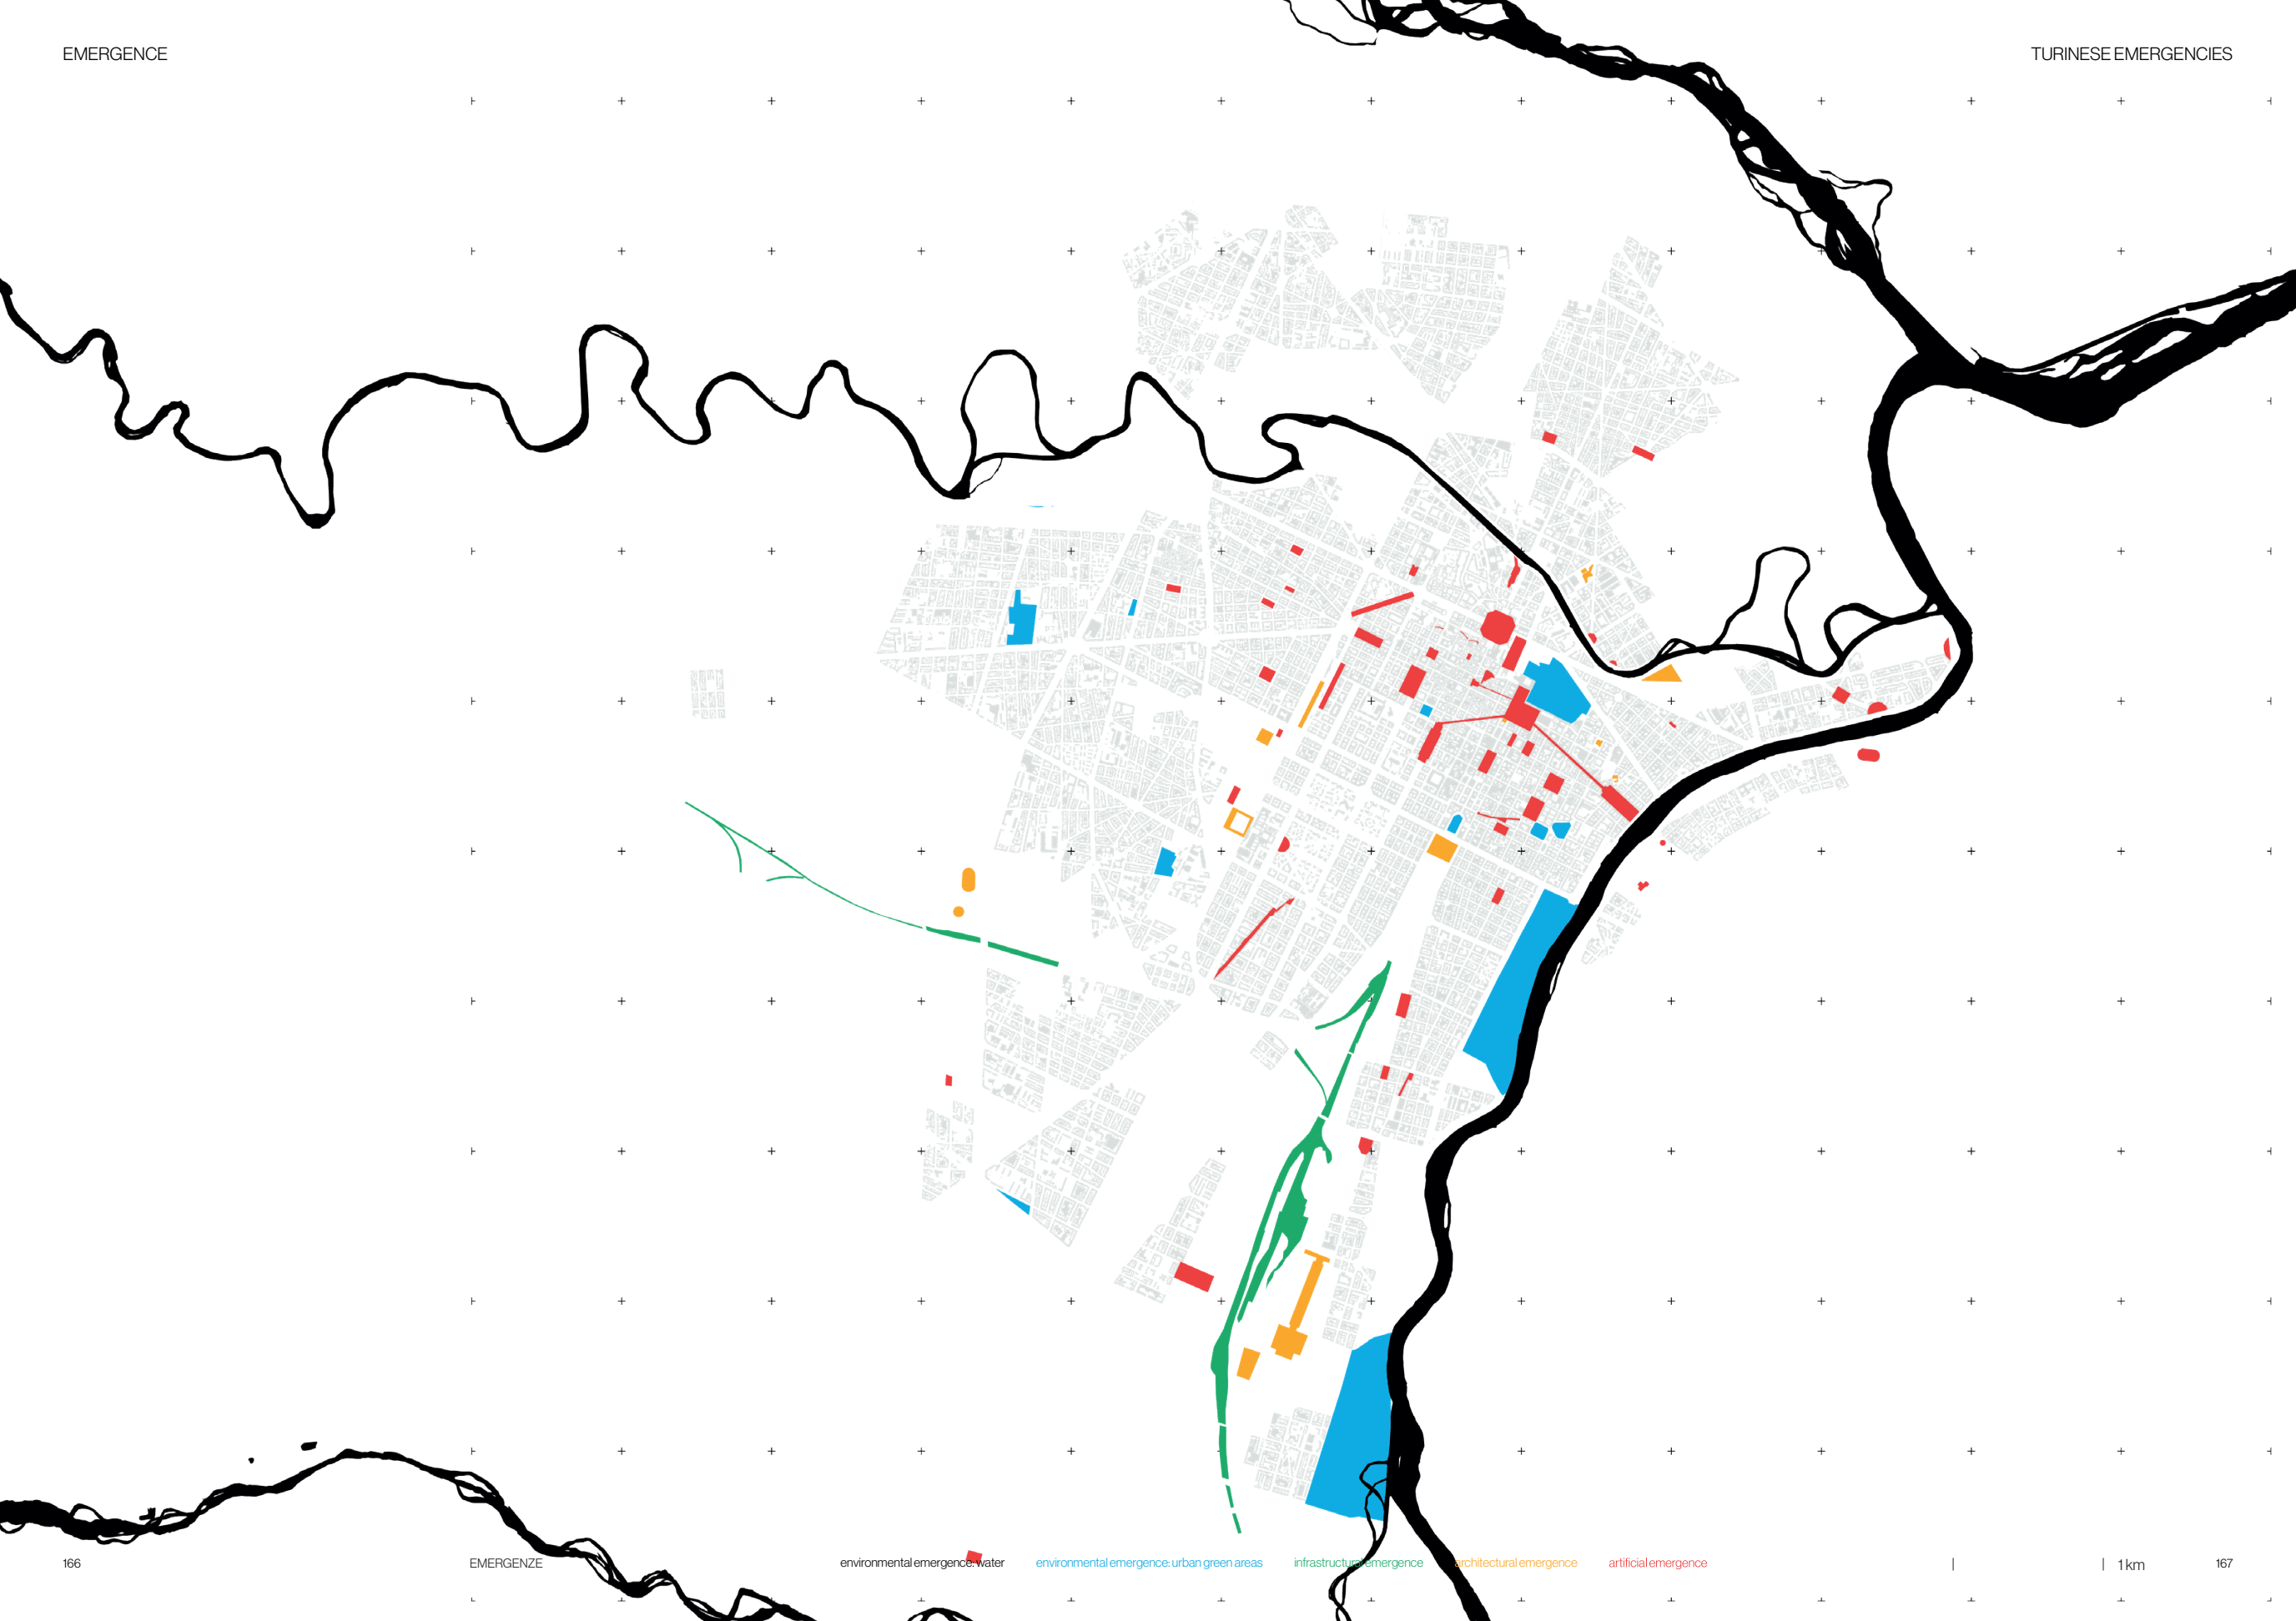 EMERGENCE
TURINESE EMERGENCIES
166
EMERGENZE
environmental emergence: water
environmental emergence: urban green areas
infrastructural emergence
architectural emergence
artificial emergence
1 km
167